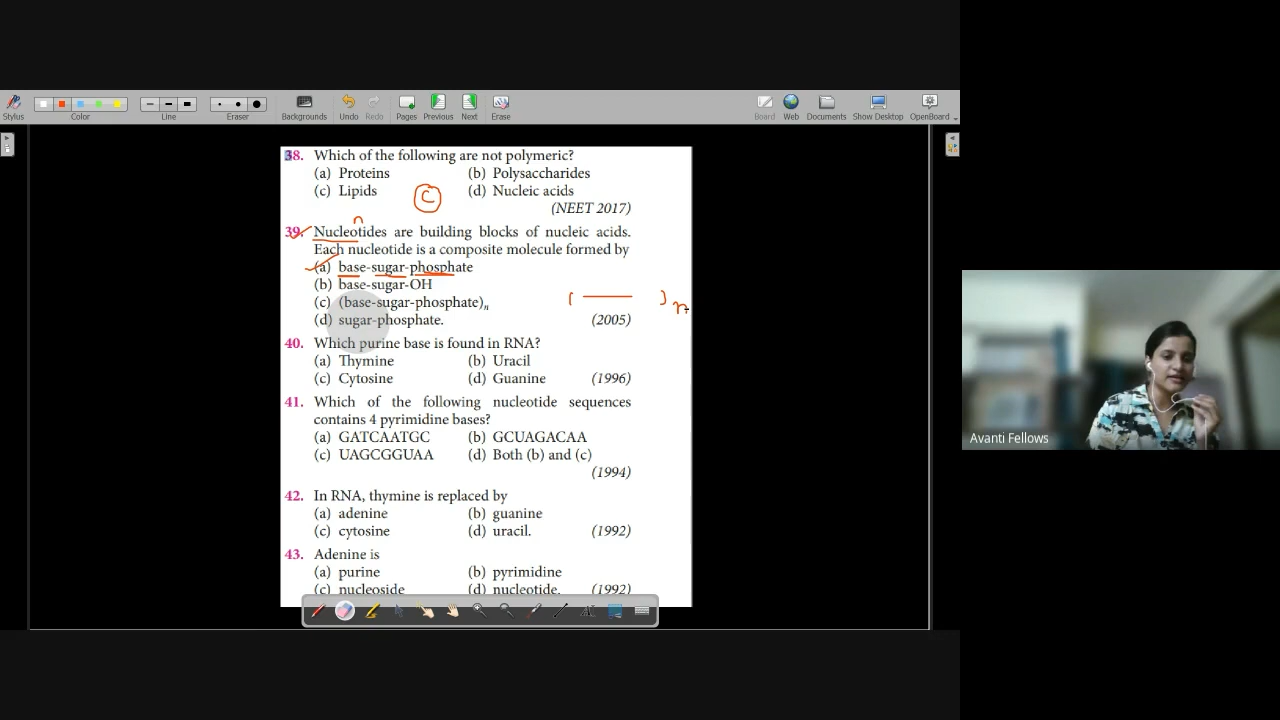 Stylus
Color
Line
Eraser
Backgrounds
Undo
Redo
Pages
Previous
Next
Erase
Board
Web
Documents
Show Desktop
OpenBoard
38. Which of the following are not polymeric?
(a) Proteins (b) Polysaccharides
(c) Lipids (d) Nucleic acids
C
(NEET 2017)
n
39. Nucleotides are building blocks of nucleic acids.
Each nucleotide is a composite molecule formed by
(a) base-sugar-phosphate
(b) base-sugar-OH
(c) (base-sugar-phosphate)n
( — )n
(d) sugar-phosphate. (2005)
40. Which purine base is found in RNA?
(a) Thymine (b) Uracil
(c) Cytosine (d) Guanine (1996)
41. Which of the following nucleotide sequences
contains 4 pyrimidine bases?
(a) GATCAATGC (b) GCUAGACAA
(c) UAGCGGUAA (d) Both (b) and (c)
(1994)
42. In RNA, thymine is replaced by
(a) adenine (b) guanine
(c) cytosine (d) uracil. (1992)
43. Adenine is
(a) purine (b) pyrimidine
(c) nucleoside (d) nucleotide. (1992)
Avanti Fellows